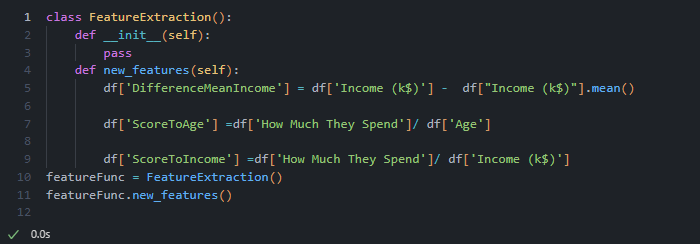 1 class FeatureExtraction():
2     def __init__(self):
3         pass
4     def new_features(self):
5         df['DifferenceMeanIncome'] = df['Income (k$)'] -  df["Income (k$)"].mean()
6
7         df['ScoreToAge'] =df['How Much They Spend']/ df['Age']
8
9         df['ScoreToIncome'] =df['How Much They Spend']/ df['Income (k$)']
10 featureFunc = FeatureExtraction()
11 featureFunc.new_features()
12
0.0s